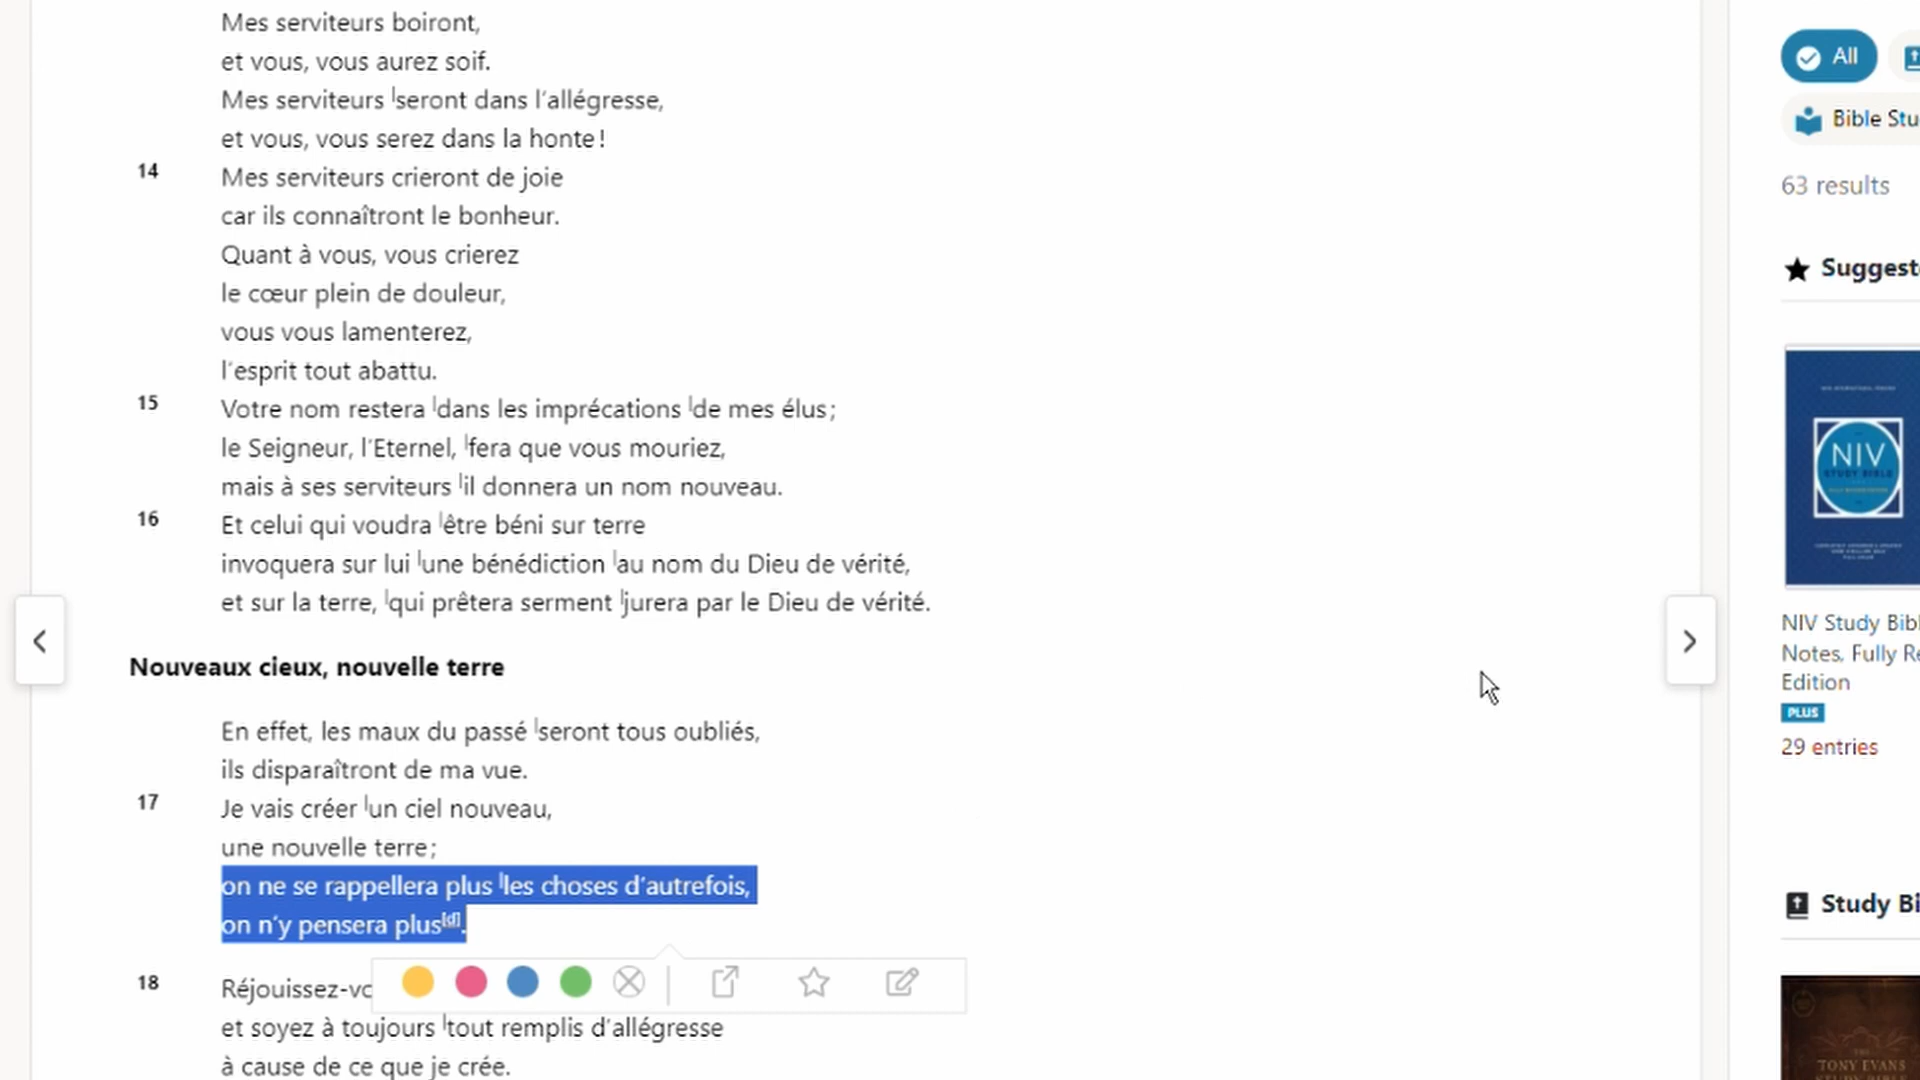 Mes serviteurs boiront,
et vous, vous aurez soif.
Mes serviteurs |seront dans l'allégresse,
et vous, vous serez dans la honte !
14 Mes serviteurs crieront de joie
car ils connaîtront le bonheur.
Quant à vous, vous crierez
le cœur plein de douleur,
vous vous lamenterez,
l'esprit tout abattu.
15 Votre nom restera |dans les imprécations |de mes élus ;
le Seigneur, l'Eternel, |fera que vous mouriez,
mais à ses serviteurs |il donnera un nom nouveau.
16 Et celui qui voudra |être béni sur terre
invoquera sur lui |une bénédiction |au nom du Dieu de vérité,
et sur la terre, |qui prêtera serment |jurera par le Dieu de vérité.
Nouveaux cieux, nouvelle terre
En effet, les maux du passé |seront tous oubliés,
ils disparaîtront de ma vue.
17 Je vais créer |un ciel nouveau,
une nouvelle terre ;
on ne se rappellera plus |les choses d'autrefois,
on n'y pensera plus[d].
18 Réjouissez-vo
et soyez à toujours |tout remplis d'allégresse
à cause de ce que je crée.
All
Bible Stu
63 results
Suggest
NIV
STUDY BIBLE
NIV Study Bibl
Notes, Fully Re
Edition
PLUS
29 entries
Study Bi
THE
TONY EVANS
STUDY BIBLE